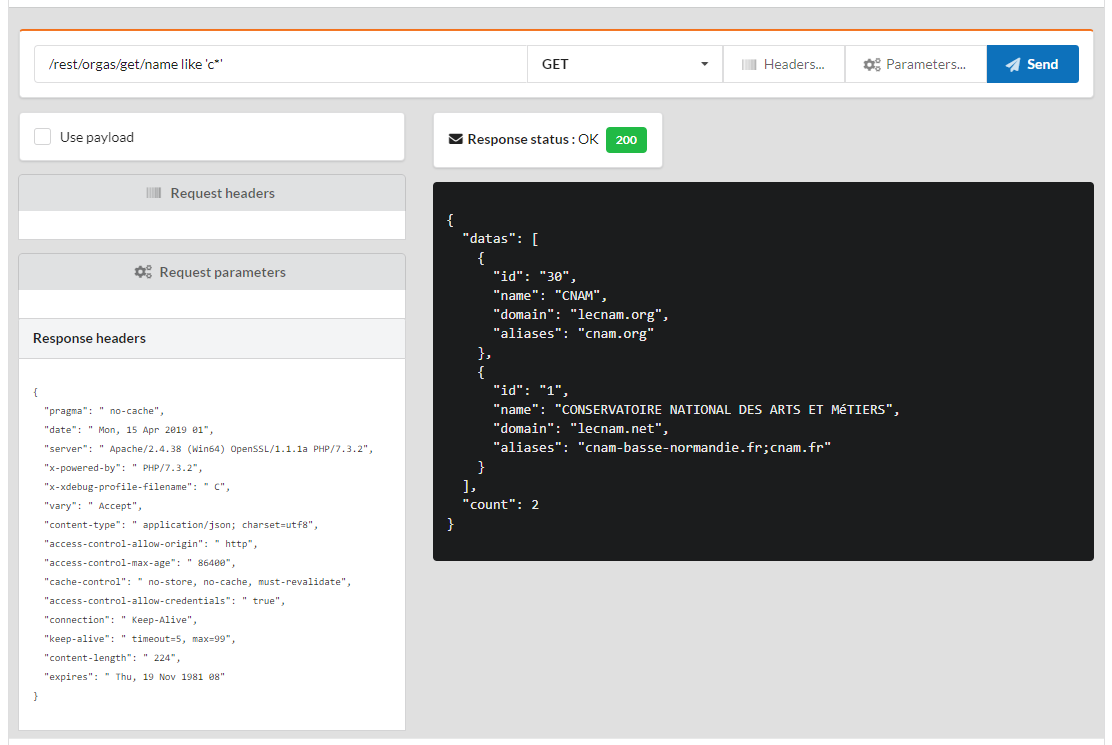 /rest/orgas/get/name like 'c*'
GET
Headers...
Parameters...
Send
Use payload
Request headers
Request parameters
Response headers
{
"pragma": " no-cache",
"date": " Mon, 15 Apr 2019 01",
"server": " Apache/2.4.38 (Win64) OpenSSL/1.1.1a PHP/7.3.2",
"x-powered-by": " PHP/7.3.2",
"x-xdebug-profile-filename": " C",
"vary": " Accept",
"content-type": " application/json; charset=utf8",
"access-control-allow-origin": " http",
"access-control-max-age": " 86400",
"cache-control": " no-store, no-cache, must-revalidate",
"access-control-allow-credentials": " true",
"connection": " Keep-Alive",
"keep-alive": " timeout=5, max=99",
"content-length": " 224",
"expires": " Thu, 19 Nov 1981 08"
}
Response status : OK 200
{
"datas": [
{
"id": "30",
"name": "CNAM",
"domain": "lecnam.org",
"aliases": "cnam.org"
},
{
"id": "1",
"name": "CONSERVATOIRE NATIONAL DES ARTS ET MéTIERS",
"domain": "lecnam.net",
"aliases": "cnam-basse-normandie.fr;cnam.fr"
}
],
"count": 2
}